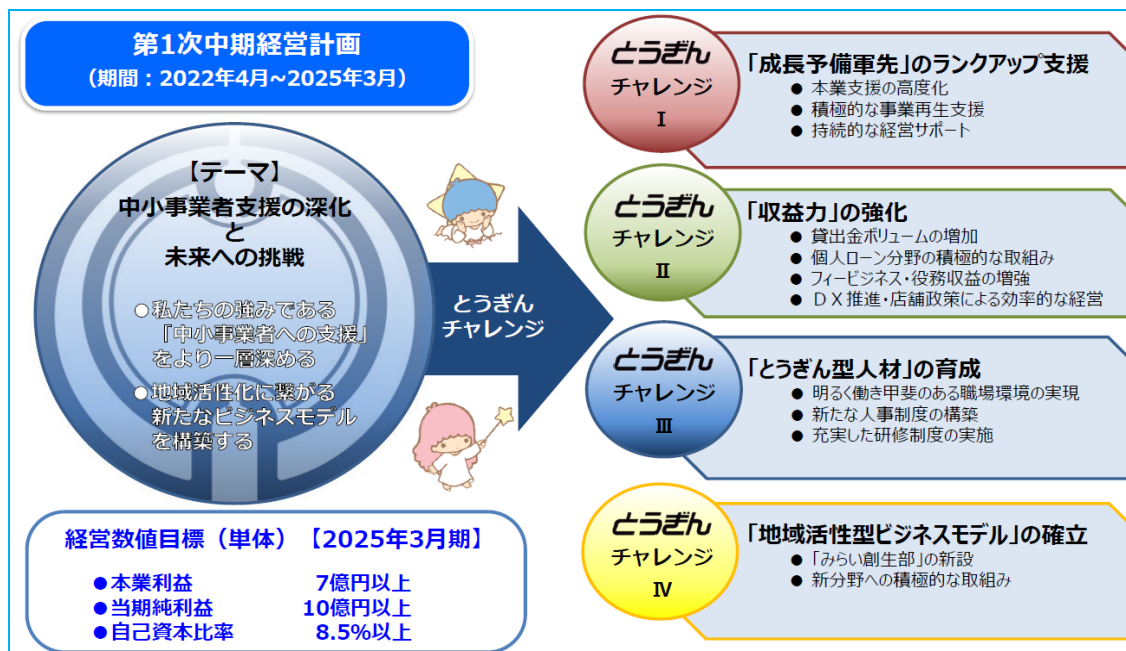 第1次中期経営計画
（期間：2022年4月~2025年3月）
【テーマ】
中小事業者支援の深化
と
未来への挑戦
○私たちの強みである
「中小事業者への支援」
をより一層深める
●地域活性化に繋がる
新たなビジネスモデル
を構築する
とうぎん
チャレンジ
経営数値目標（単体）【2025年3月期】
●本業利益 7億円以上
●当期純利益 10億円以上
●自己資本比率 8.5%以上
とうぎん
チャレンジ
Ⅰ
「成長予備軍先」のランクアップ支援
● 本業支援の高度化
● 積極的な事業再生支援
● 持続的な経営サポート
とうぎん
チャレンジ
Ⅱ
「収益力」の強化
● 貸出金ボリュームの増加
● 個人ローン分野の積極的な取組み
● フィービジネス・役務収益の増強
● ＤＸ推進・店舗政策による効率的な経営
とうぎん
チャレンジ
Ⅲ
「とうぎん型人材」の育成
● 明るく働き甲斐のある職場環境の実現
● 新たな人事制度の構築
● 充実した研修制度の実施
とうぎん
チャレンジ
Ⅳ
「地域活性型ビジネスモデル」の確立
● 「みらい創生部」の新設
● 新分野への積極的な取組み